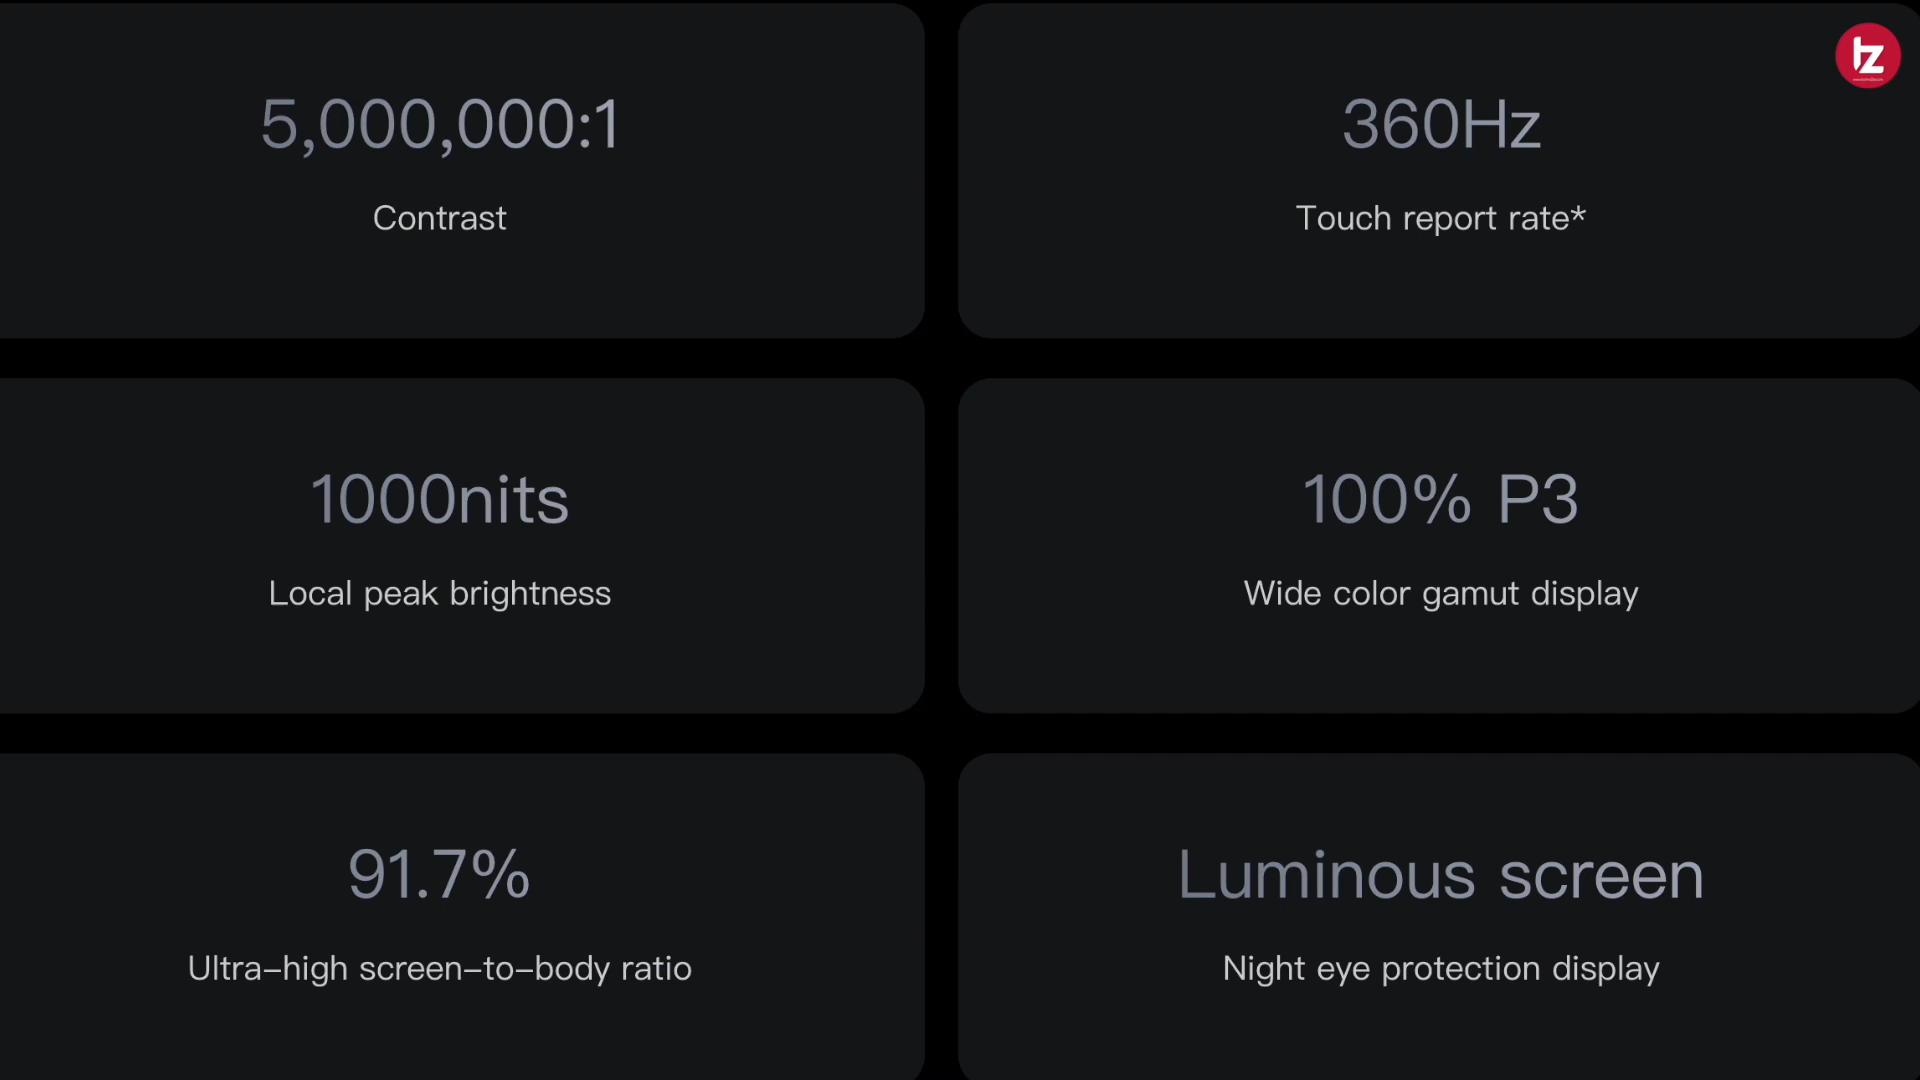 5,000,000:1
Contrast
360Hz
Touch report rate*
1000nits
Local peak brightness
100% P3
Wide color gamut display
91.7%
Ultra–high screen–to–body ratio
Luminous screen
Night eye protection display
tz